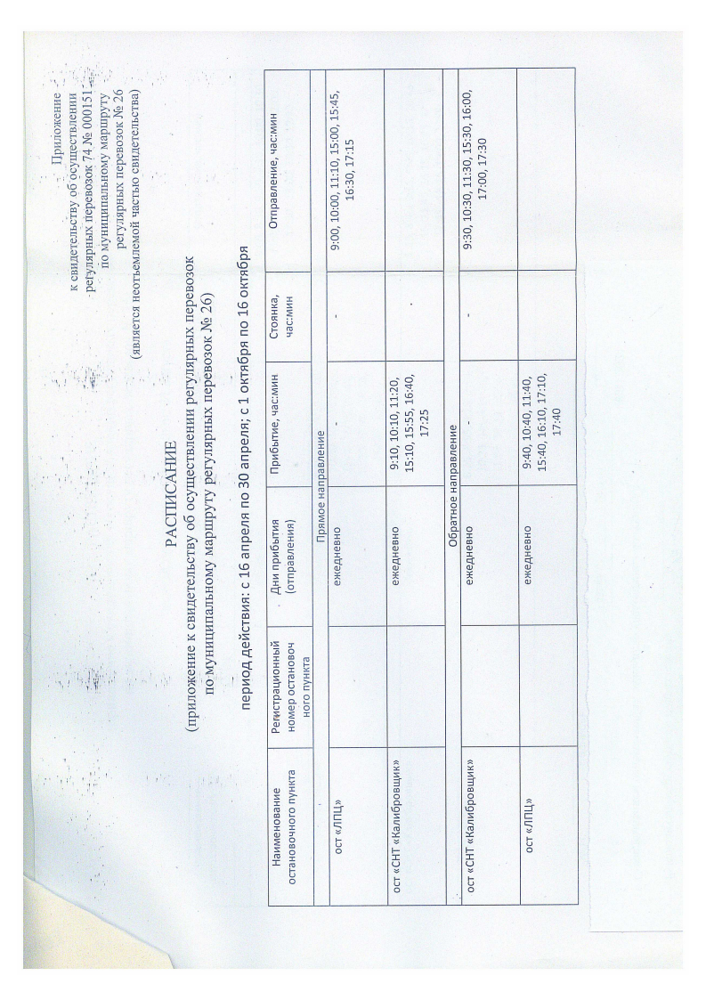 Приложение
к свидетельству об осуществлении
регулярных перевозок 74 № 000151
по муниципальному маршруту
регулярных перевозок № 26
(является неотъемлемой частью свидетельства)
РАСПИСАНИЕ
(приложение к свидетельству об осуществлении регулярных перевозок
по муниципальному маршруту регулярных перевозок № 26)
период действия: с 16 апреля по 30 апреля; с 1 октября по 16 октября
Наименование
остановочного пункта
Регистрационный
номер остановоч
ного пункта
Дни прибытия
(отправления)
Прибытие, час:мин
Стоянка,
час:мин
Отправление, час:мин
Прямое направление
ост «ЛПЦ»
ежедневно
-
-
9:00, 10:00, 11:10, 15:00, 15:45,
16:30, 17:15
ост «СНТ «Калибровщик»
ежедневно
9:10, 10:10, 11:20,
15:10, 15:55, 16:40,
17:25
-
Обратное направление
ост «СНТ «Калибровщик»
ежедневно
-
-
9:30, 10:30, 11:30, 15:30, 16:00,
17:00, 17:30
ост «ЛПЦ»
ежедневно
9:40, 10:40, 11:40,
15:40, 16:10, 17:10,
17:40